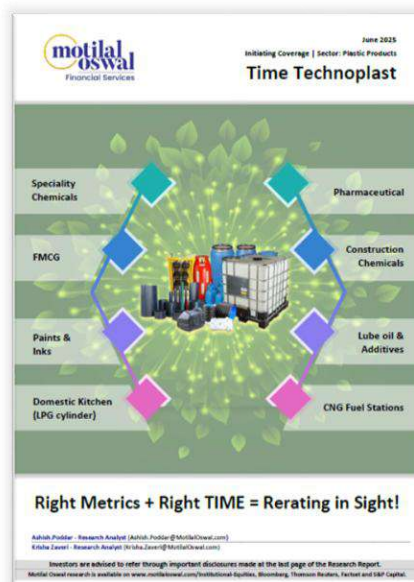 motilal
oswal
Financial Services
June 2025
Initiating Coverage | Sector: Plastic Products
Time Technoplast
Speciality
Chemicals
Pharmaceutical
FMCG
Construction
Chemicals
Paints &
Inks
Lube oil &
Additives
Domestic Kitchen
(LPG cylinder)
CNG Fuel Stations
Right Metrics + Right TIME = Rerating in Sight!
Ashish Poddar - Research Analyst (Ashish.Poddar@MotilalOswal.com)
Krisha Zaveri - Research Analyst (Krisha.Zaveri@MotilalOswal.com)
Investors are advised to refer through important disclosures made at the last page of the Research Report.
Motilal Oswal research is available on www.motilaloswal.com/Institutional-Equities, Bloomberg, Thomson Reuters, Factset and S&P Capital.